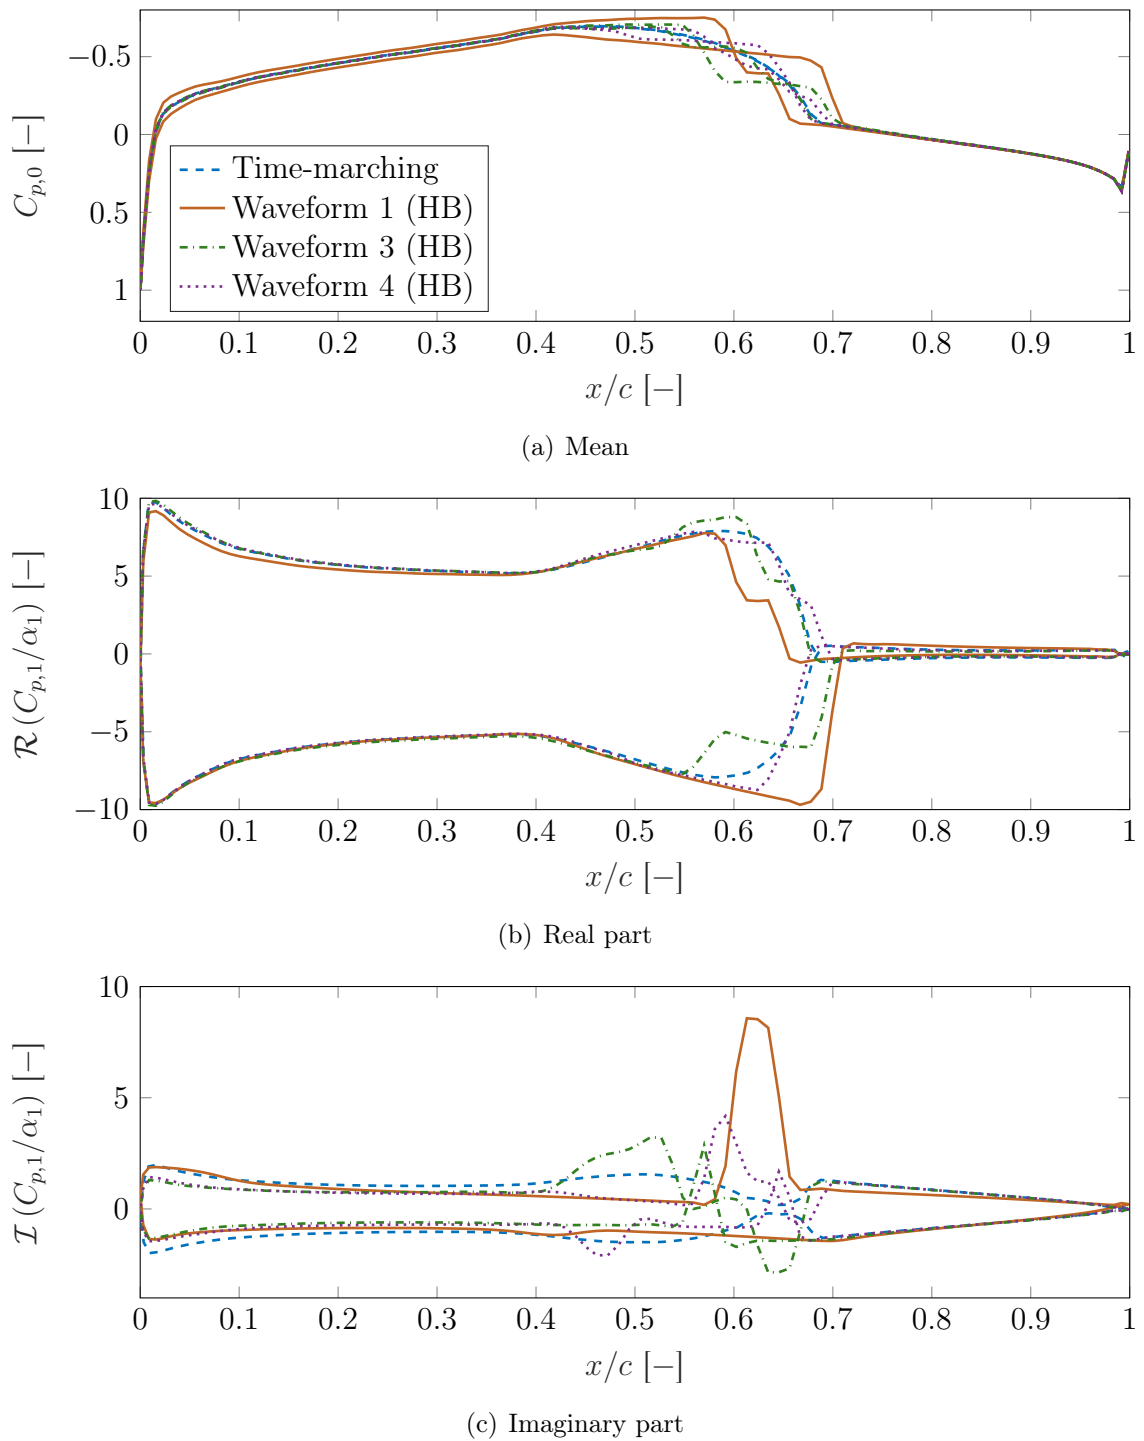 −0.5
0
0.5
1
C_{p,0} [−]
Time-marching
Waveform 1 (HB)
Waveform 3 (HB)
Waveform 4 (HB)
0 0.1 0.2 0.3 0.4 0.5 0.6 0.7 0.8 0.9 1
x/c [−]
(a) Mean
10
5
0
−5
−10
ℛ (C_{p,1}/α_1) [−]
0 0.1 0.2 0.3 0.4 0.5 0.6 0.7 0.8 0.9 1
x/c [−]
(b) Real part
10
5
0
ℐ (C_{p,1}/α_1) [−]
0 0.1 0.2 0.3 0.4 0.5 0.6 0.7 0.8 0.9 1
x/c [−]
(c) Imaginary part